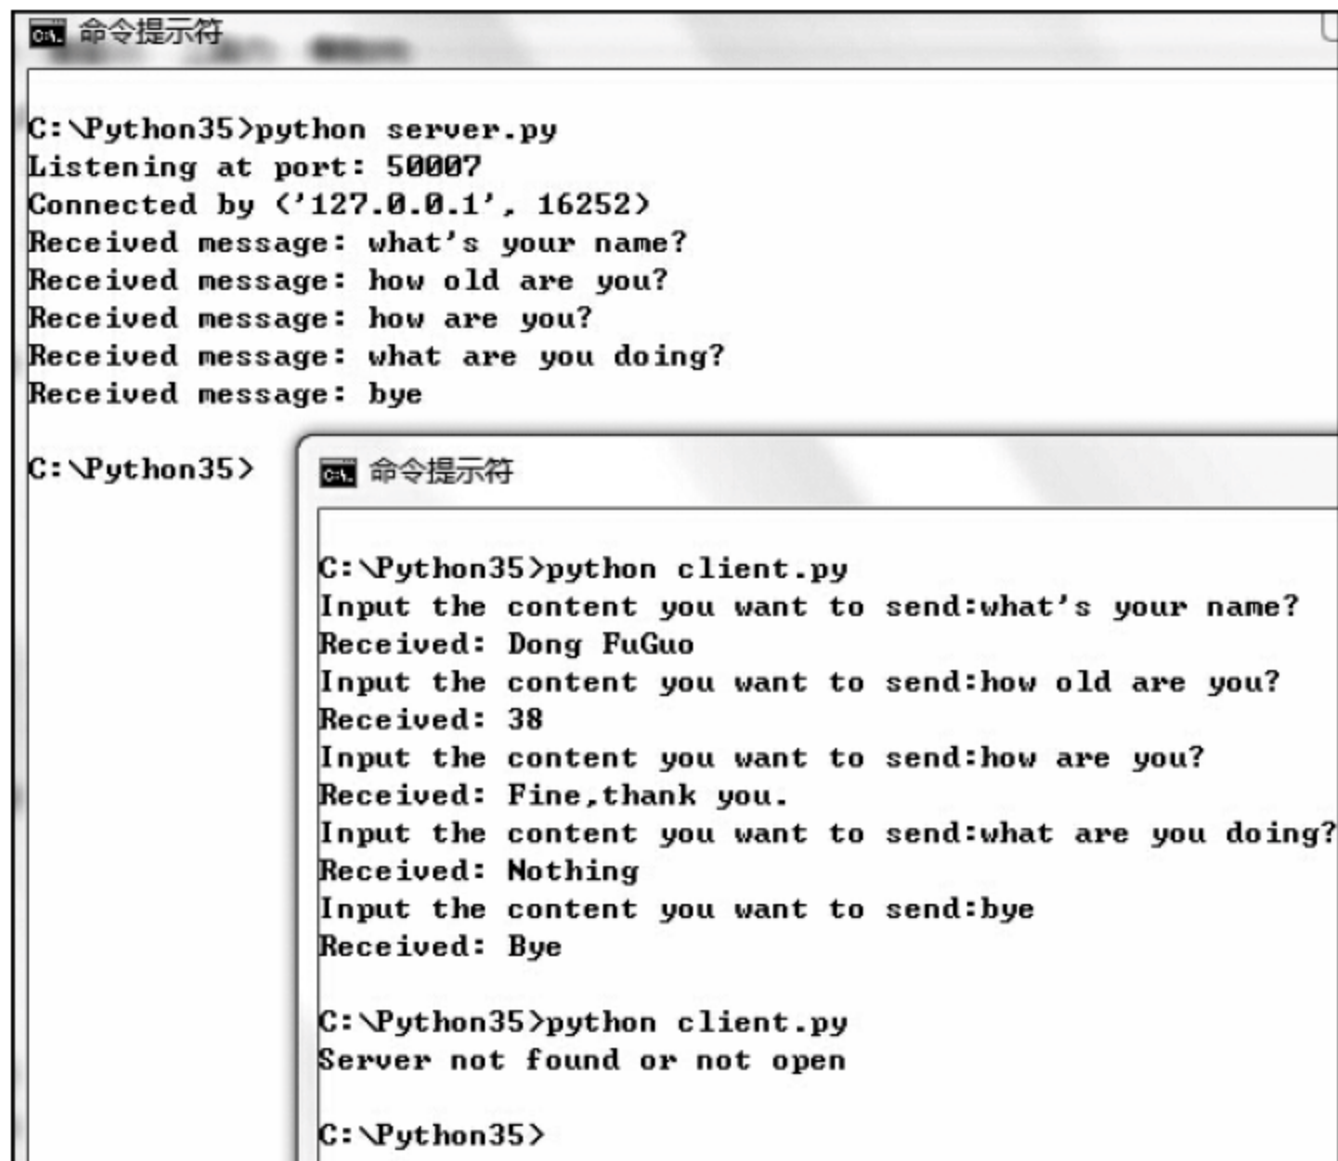 命令提示符
C:\Python35>python server.py
Listening at port: 50007
Connected by ('127.0.0.1', 16252)
Received message: what's your name?
Received message: how old are you?
Received message: how are you?
Received message: what are you doing?
Received message: bye
C:\Python35>
命令提示符
C:\Python35>python client.py
Input the content you want to send:what's your name?
Received: Dong FuGuo
Input the content you want to send:how old are you?
Received: 38
Input the content you want to send:how are you?
Received: Fine,thank you.
Input the content you want to send:what are you doing?
Received: Nothing
Input the content you want to send:bye
Received: Bye
C:\Python35>python client.py
Server not found or not open
C:\Python35>